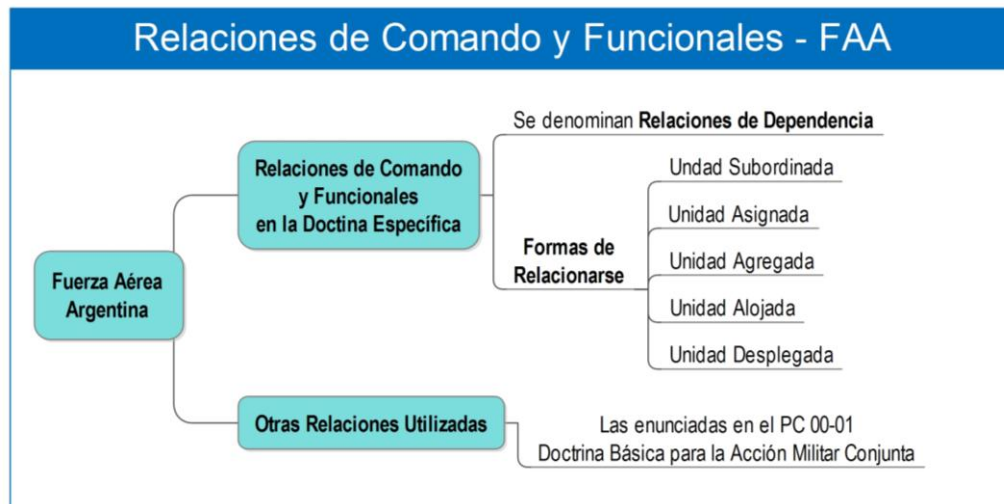 Relaciones de Comando y Funcionales - FAA
Se denominan Relaciones de Dependencia
Relaciones de Comando
y Funcionales
en la Doctina Específica
Undad Subordinada
Unidad Asignada
Formas de
Relacionarse
Unidad Agregada
Unidad Alojada
Unidad Desplegada
Fuerza Aérea
Argentina
Otras Relaciones Utilizadas
Las enunciadas en el PC 00-01
Doctrina Básica para la Acción Militar Conjunta